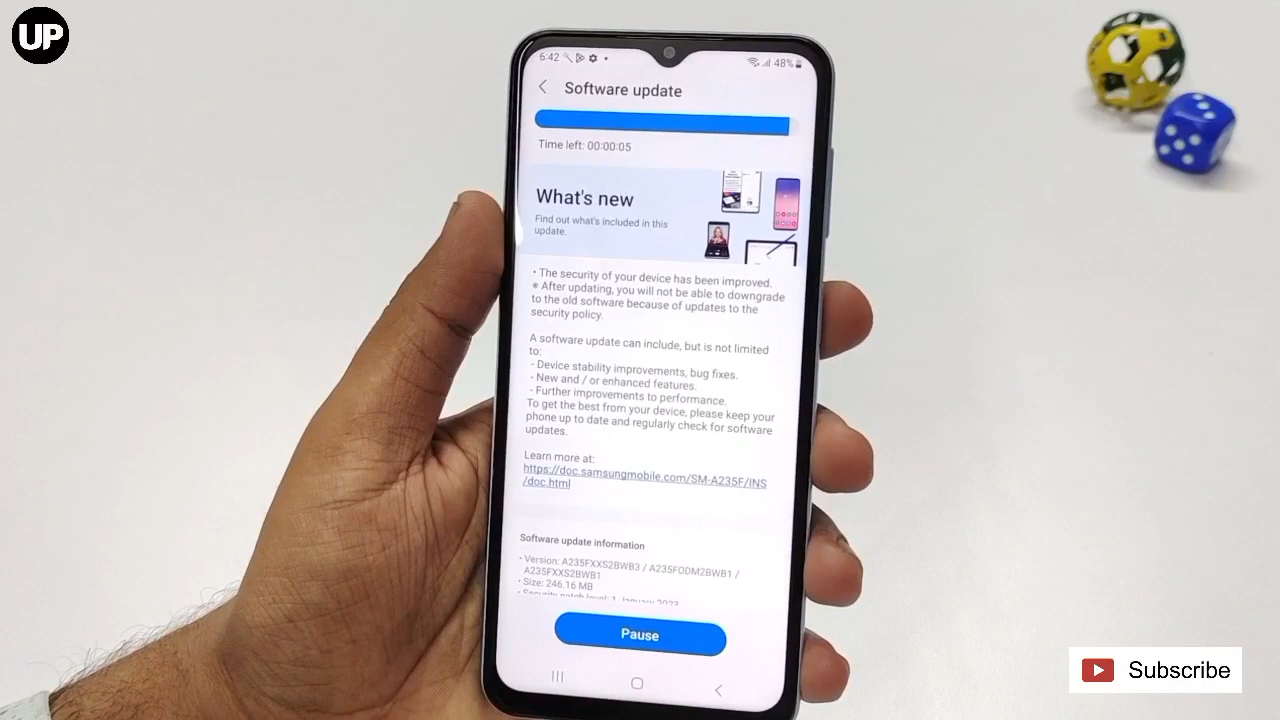 UP
6:42
48%
Software update
Time left: 00:00:05
What's new
Find out what's included in this
update.
• The security of your device has been improved.
※ After updating, you will not be able to downgrade
to the old software because of updates to the
security policy.
A software update can include, but is not limited
to:
- Device stability improvements, bug fixes.
- New and / or enhanced features.
- Further improvements to performance.
To get the best from your device, please keep your
phone up to date and regularly check for software
updates.
Learn more at:
https://doc.samsungmobile.com/SM-A235F/INS
/doc.html
Software update information
• Version: A235FXXS2BWB3 / A235FODM2BWB1 /
A235FXXS2BWB1
• Size: 246.16 MB
• Security patch level: 1 January 2023
Pause
Subscribe